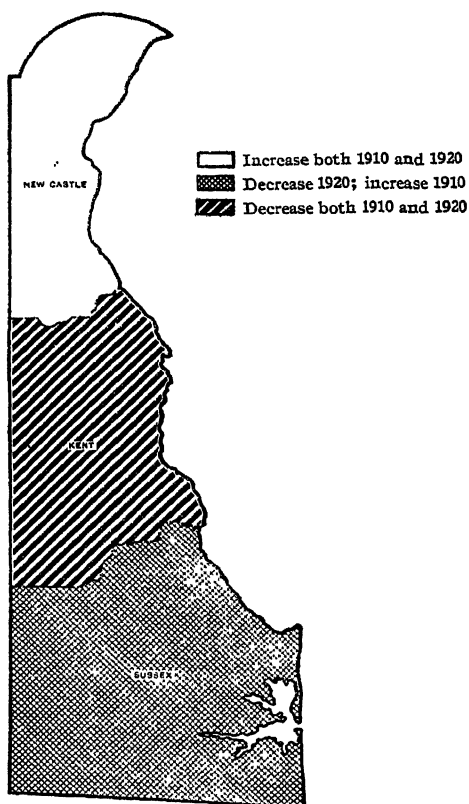 Increase both 1910 and 1920
NEW CASTLE
Decrease 1920; increase 1910
Decrease both 1910 and 1920
KENT
SUSSEX